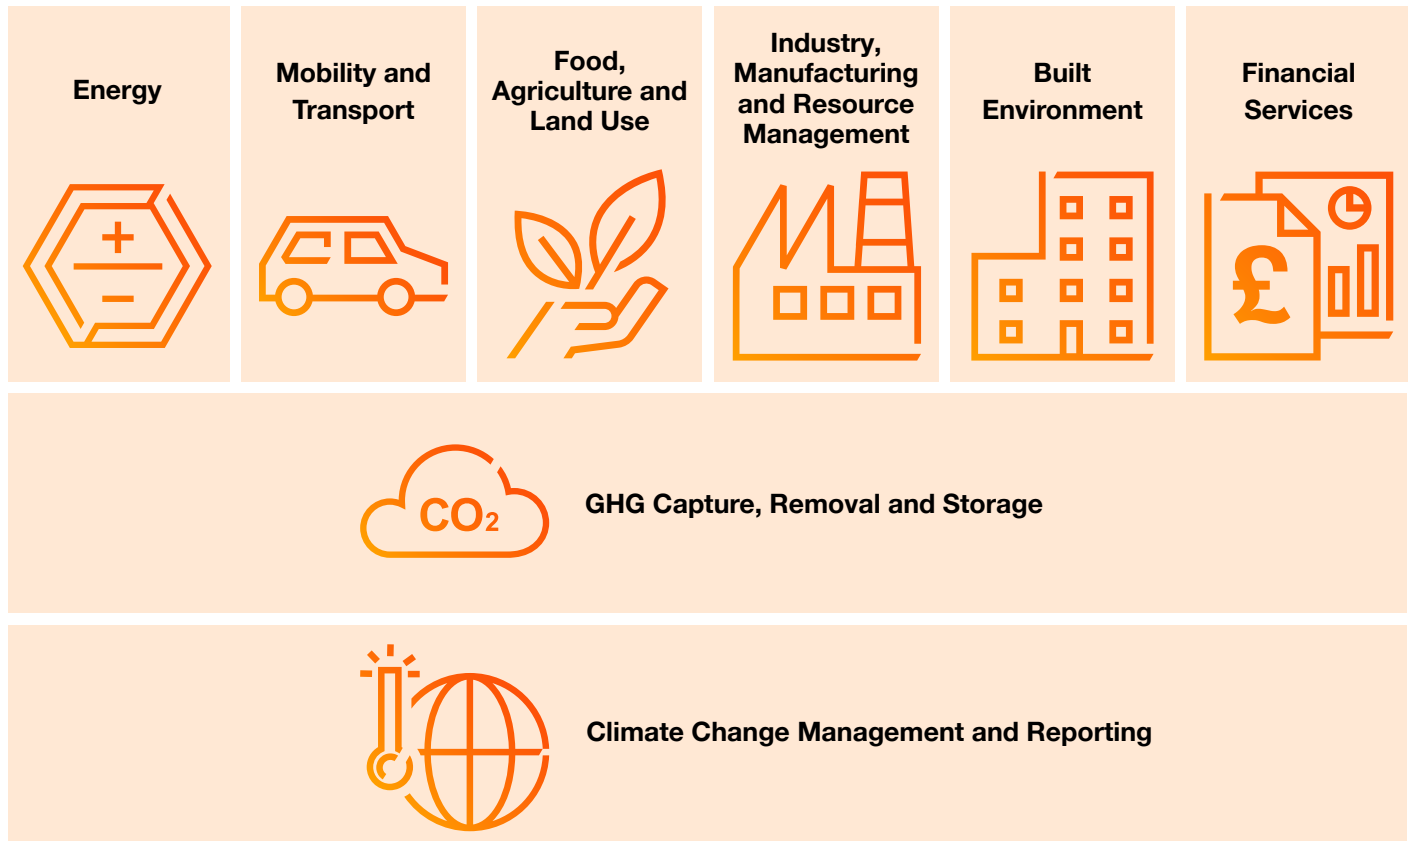 Energy
Mobility and
Transport
Food,
Agriculture and
Land Use
Industry,
Manufacturing
and Resource
Management
Built
Environment
Financial
Services
£
CO₂
GHG Capture, Removal and Storage
Climate Change Management and Reporting